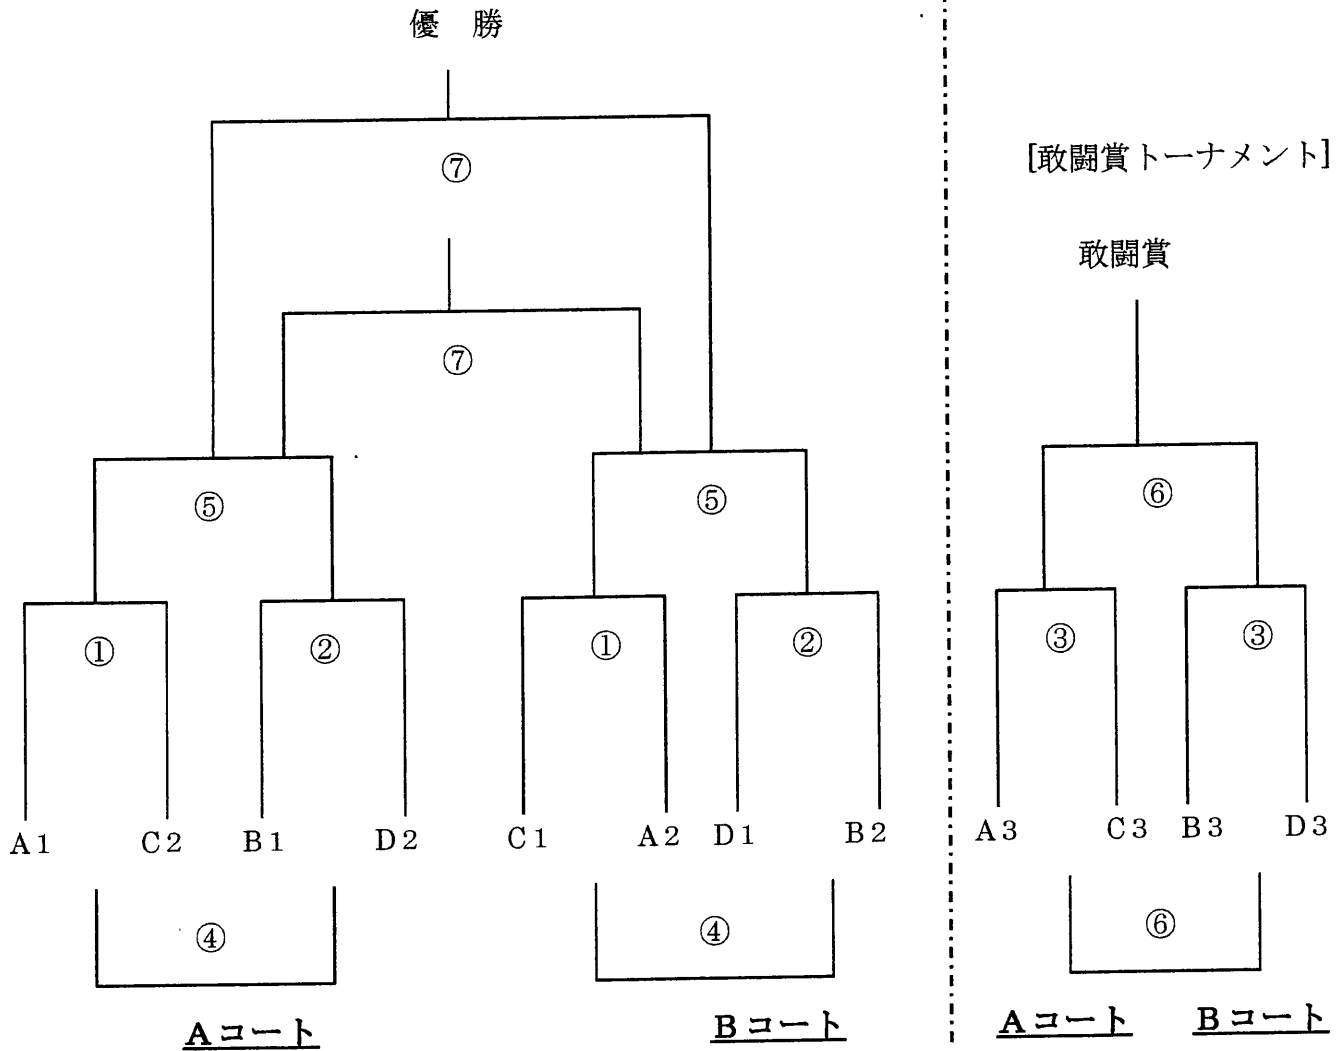 優 勝
⑦
[敢闘賞トーナメント]
敢闘賞
⑦
⑤ ⑤ ⑥
① ② ① ② ③ ③
A1 C2 B1 D2 C1 A2 D1 B2 A3 C3 B3 D3
④ ④ ⑥
Aコート Bコート Aコート Bコート